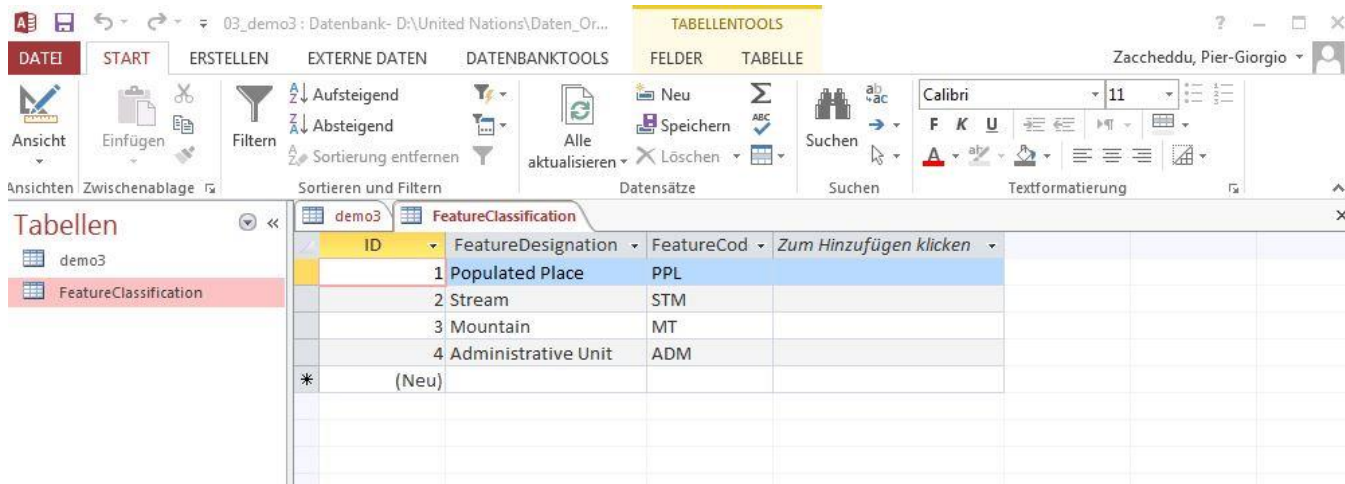 03_demo3 : Datenbank- D:\United Nations\Daten_Or...
TABELLENTOOLS
?
DATEI START ERSTELLEN EXTERNE DATEN DATENBANKTOOLS FELDER TABELLE
Zaccheddu, Pier-Giorgio
Ansicht
Einfügen
Filtern
Aufsteigend
Absteigend
Sortierung entfernen
Alle
aktualisieren
Neu
Speichern
Löschen
Suchen
Calibri 11
F K U
Ansichten Zwischenablage Sortieren und Filtern Datensätze Suchen Textformatierung
Tabellen
demo3
FeatureClassification
demo3 FeatureClassification
ID FeatureDesignation FeatureCod Zum Hinzufügen klicken
1 Populated Place PPL
2 Stream STM
3 Mountain MT
4 Administrative Unit ADM
(Neu)